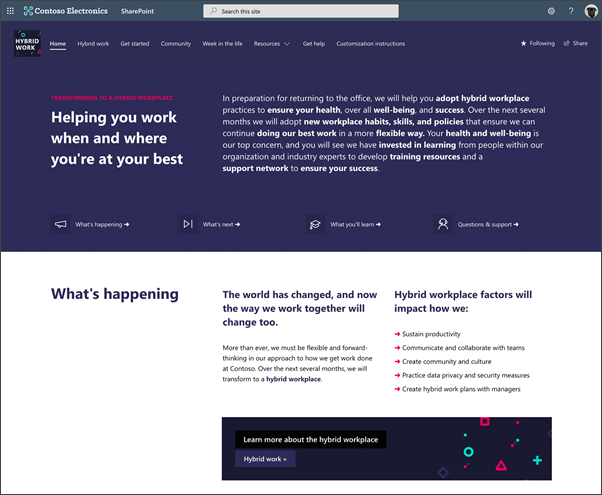 Contoso Electronics SharePoint Search this site ?
HYBRID
WORK
Home Hybrid work Get started Community Week in the life Resources Get help Customization instructions Following Share
TRANSFORMING TO A HYBRID WORKPLACE
Helping you work
when and where
you're at your best
In preparation for returning to the office, we will help you adopt hybrid workplace
practices to ensure your health, over all well-being, and success. Over the next several
months we will adopt new workplace habits, skills, and policies that ensure we can
continue doing our best work in a more flexible way. Your health and well-being is
our top concern, and you will see we have invested in learning from people within our
organization and industry experts to develop training resources and a
support network to ensure your success.
What's happening ➔ What's next ➔ What you'll learn ➔ Questions & support ➔
What's happening
The world has changed, and now
the way we work together will
change too.
More than ever, we must be flexible and forward-
thinking in our approach to how we get work done
at Contoso. Over the next several months, we will
transform to a hybrid workplace.
Hybrid workplace factors will
impact how we:
➔ Sustain productivity
➔ Communicate and collaborate with teams
➔ Create community and culture
➔ Practice data privacy and security measures
➔ Create hybrid work plans with managers
Learn more about the hybrid workplace
Hybrid work »